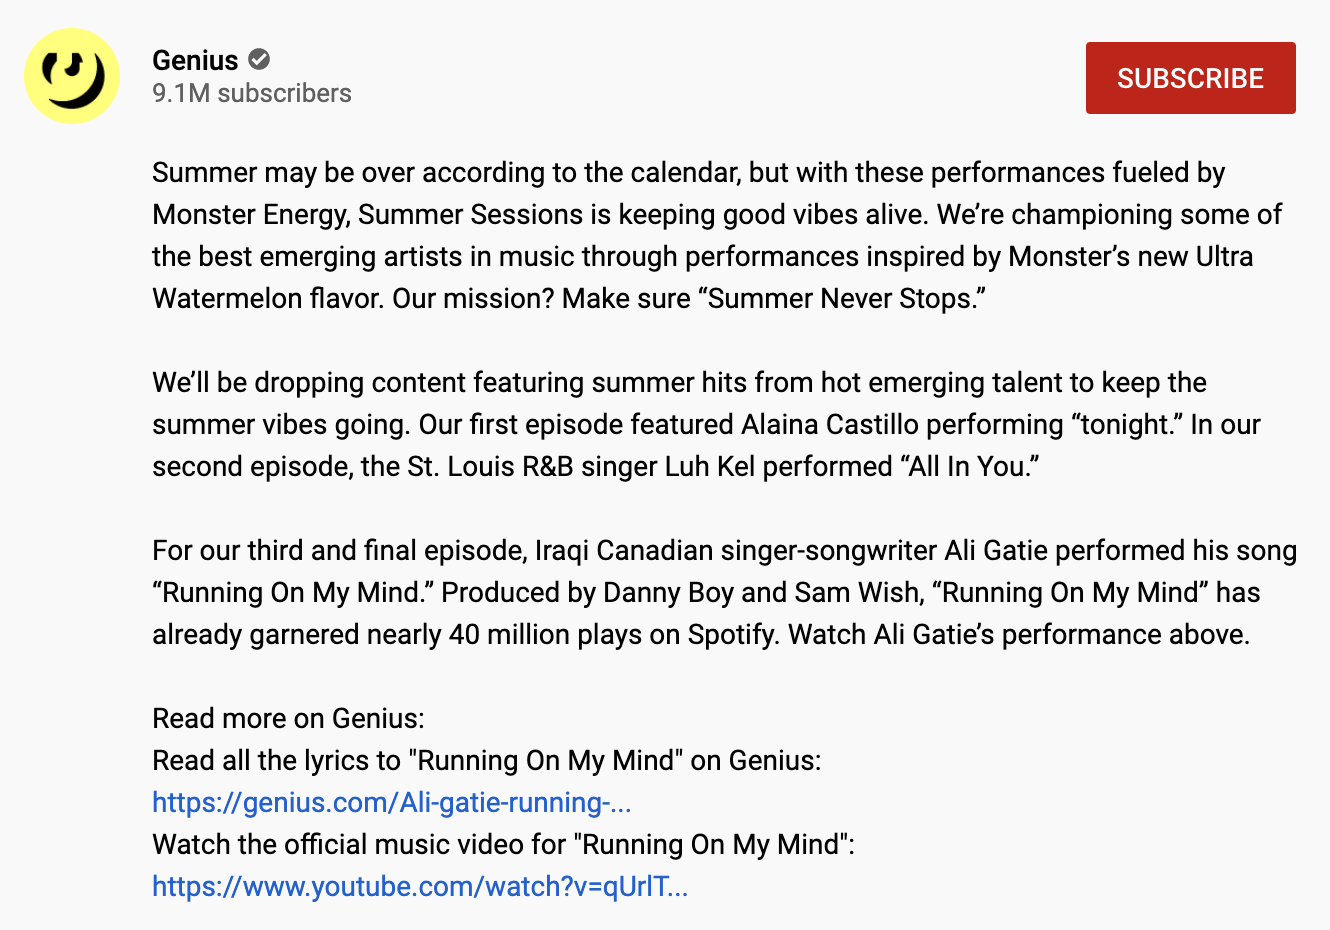 Genius
9.1M subscribers
SUBSCRIBE
Summer may be over according to the calendar, but with these performances fueled by
Monster Energy, Summer Sessions is keeping good vibes alive. We’re championing some of
the best emerging artists in music through performances inspired by Monster’s new Ultra
Watermelon flavor. Our mission? Make sure “Summer Never Stops.”
We’ll be dropping content featuring summer hits from hot emerging talent to keep the
summer vibes going. Our first episode featured Alaina Castillo performing “tonight.” In our
second episode, the St. Louis R&B singer Luh Kel performed “All In You.”
For our third and final episode, Iraqi Canadian singer-songwriter Ali Gatie performed his song
“Running On My Mind.” Produced by Danny Boy and Sam Wish, “Running On My Mind” has
already garnered nearly 40 million plays on Spotify. Watch Ali Gatie’s performance above.
Read more on Genius:
Read all the lyrics to "Running On My Mind" on Genius:
https://genius.com/Ali-gatie-running-...
Watch the official music video for "Running On My Mind":
https://www.youtube.com/watch?v=qUrlT...